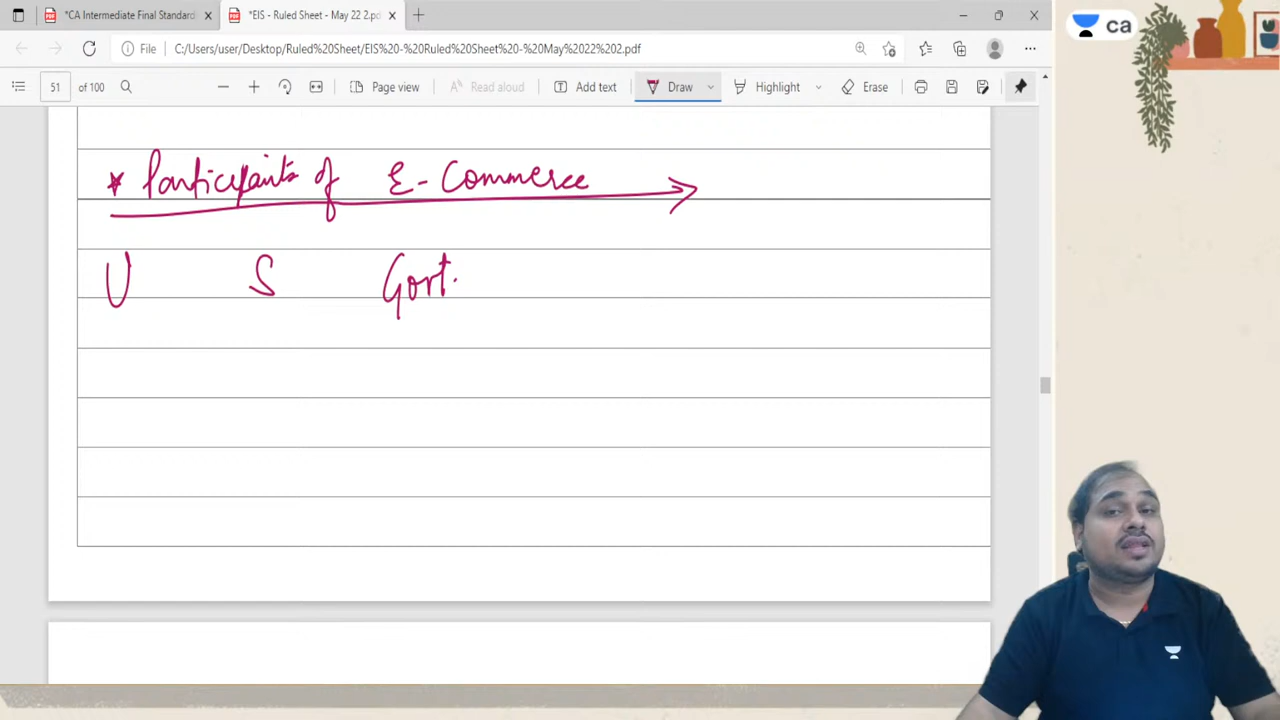 *CA Intermediate Final Standard
*EIS - Ruled Sheet - May 22 2.pdf
File C:/Users/user/Desktop/Ruled%20Sheet/EIS%20-%20Ruled%20Sheet%20-%20May%2022%202.pdf
ca
51 of 100 Page view Read aloud Add text Draw Highlight Erase
* Participants of E-Commerce
U S Govt.